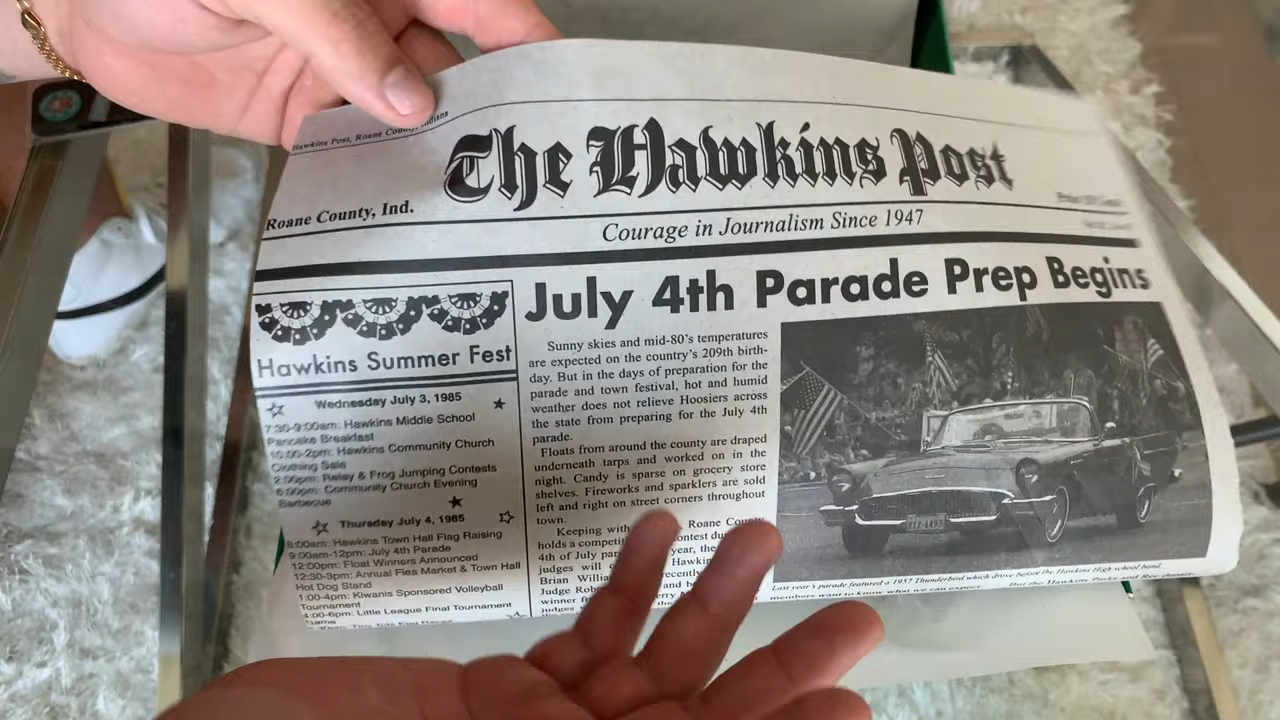 Hawkins Post, Roane County, Indiana
The Hawkins Post
Roane County, Ind.
Courage in Journalism Since 1947
July 4th Parade Prep Begins
Hawkins Summer Fest
Wednesday July 3, 1985
7:30-9:00am: Hawkins Middle School
Pancake Breakfast
10:00-2pm: Hawkins Community Church
Clothing Sale
2:00pm: Relay & Frog Jumping Contests
6:00pm: Community Church Evening
Barbecue
Thursday July 4, 1985
8:00am: Hawkins Town Hall Flag Raising
9:00am-12pm: July 4th Parade
12:00pm: Float Winners Announced
12:30-3pm: Annual Flea Market & Town Hall
Hot Dog Stand
1:00-4pm: Kiwanis Sponsored Volleyball
Tournament
4:00-6pm: Little League Final Tournament
Game
Sunny skies and mid-80's temperatures
are expected on the country's 209th birth-
day. But in the days of preparation for the
parade and town festival, hot and humid
weather does not relieve Hoosiers across
the state from preparing for the July 4th
parade.
Floats from around the county are draped
underneath tarps and worked on in the
night. Candy is sparse on grocery store
shelves. Fireworks and sparklers are sold
left and right on street corners throughout
town.
Keeping with Roane County
holds a
4th of July year, the
judges will Hawkins
Brian recently
Judge and
winner
judges the
Last year's parade featured a 1957 Thunderbird which drove before the Hawkins High school band.
members want to know what we can expect